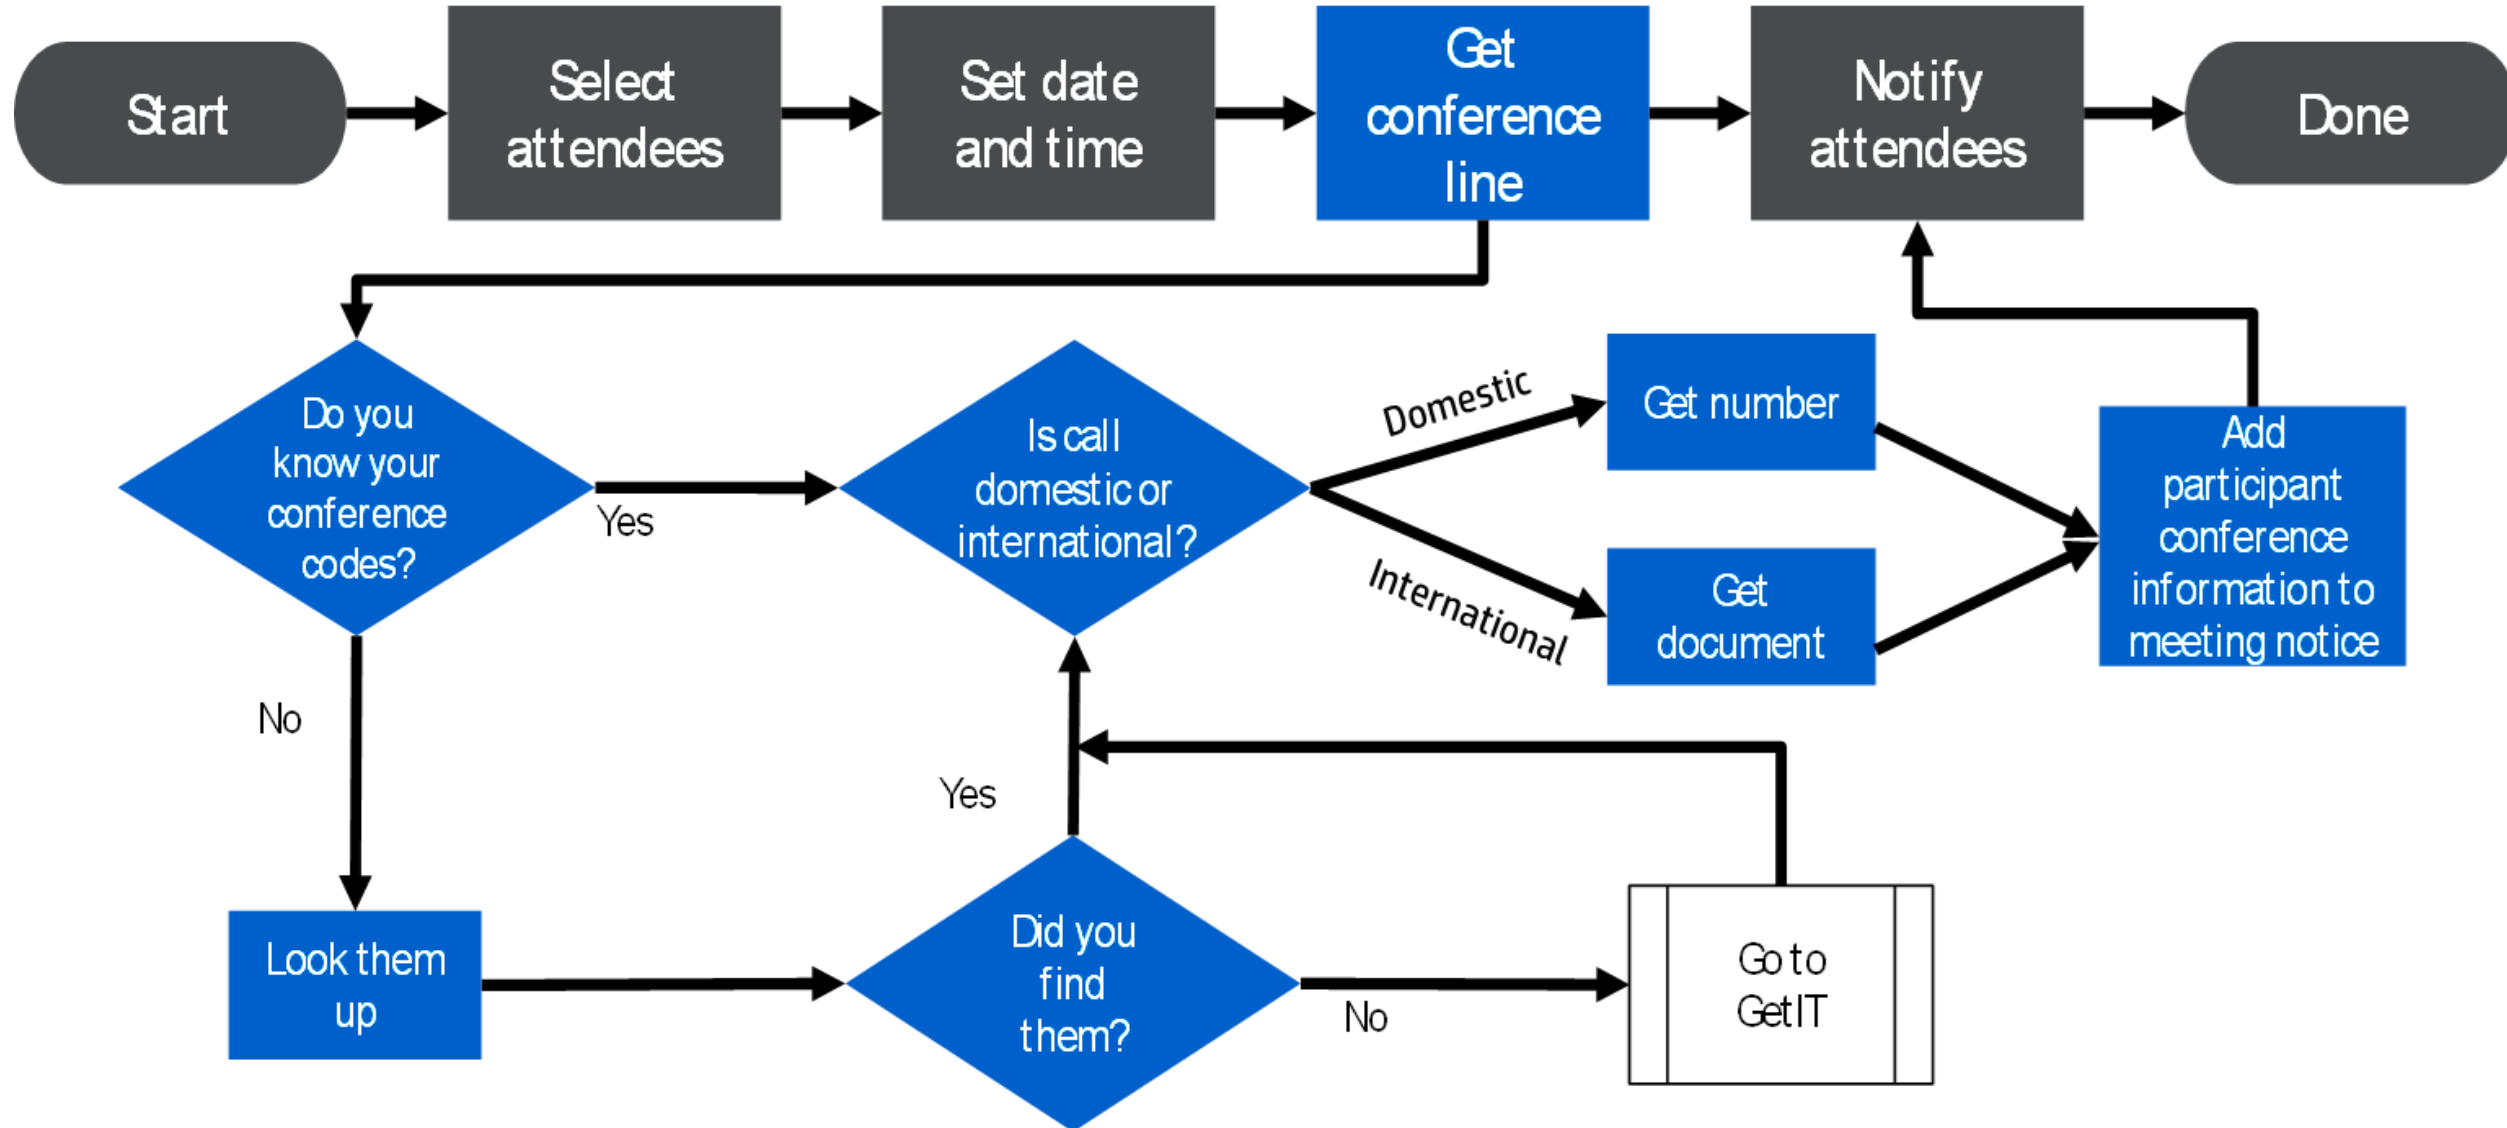 Start
Select
attendees
Set date
and time
Get
conference
line
Notify
attendees
Done
Do you
know your
conference
codes?
Yes
No
Is call
domestic or
international?
Domestic
International
Get number
Get
document
Add
participant
conference
information to
meeting notice
Look them
up
Did you
find
them?
Yes
No
Go to
GetIT